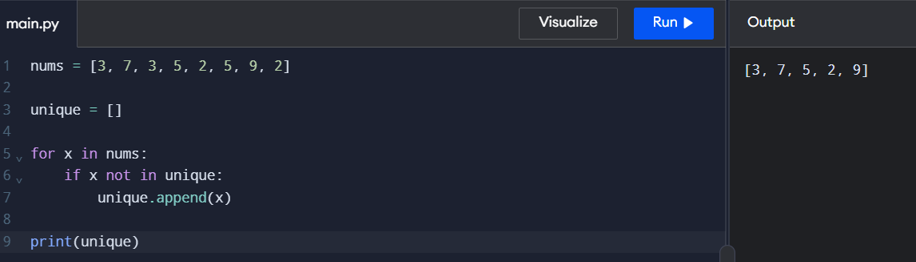 main.py
Visualize
Run
Output
1 nums = [3, 7, 3, 5, 2, 5, 9, 2]
2
3 unique = []
4
5 for x in nums:
6     if x not in unique:
7         unique.append(x)
8
9 print(unique)
[3, 7, 5, 2, 9]